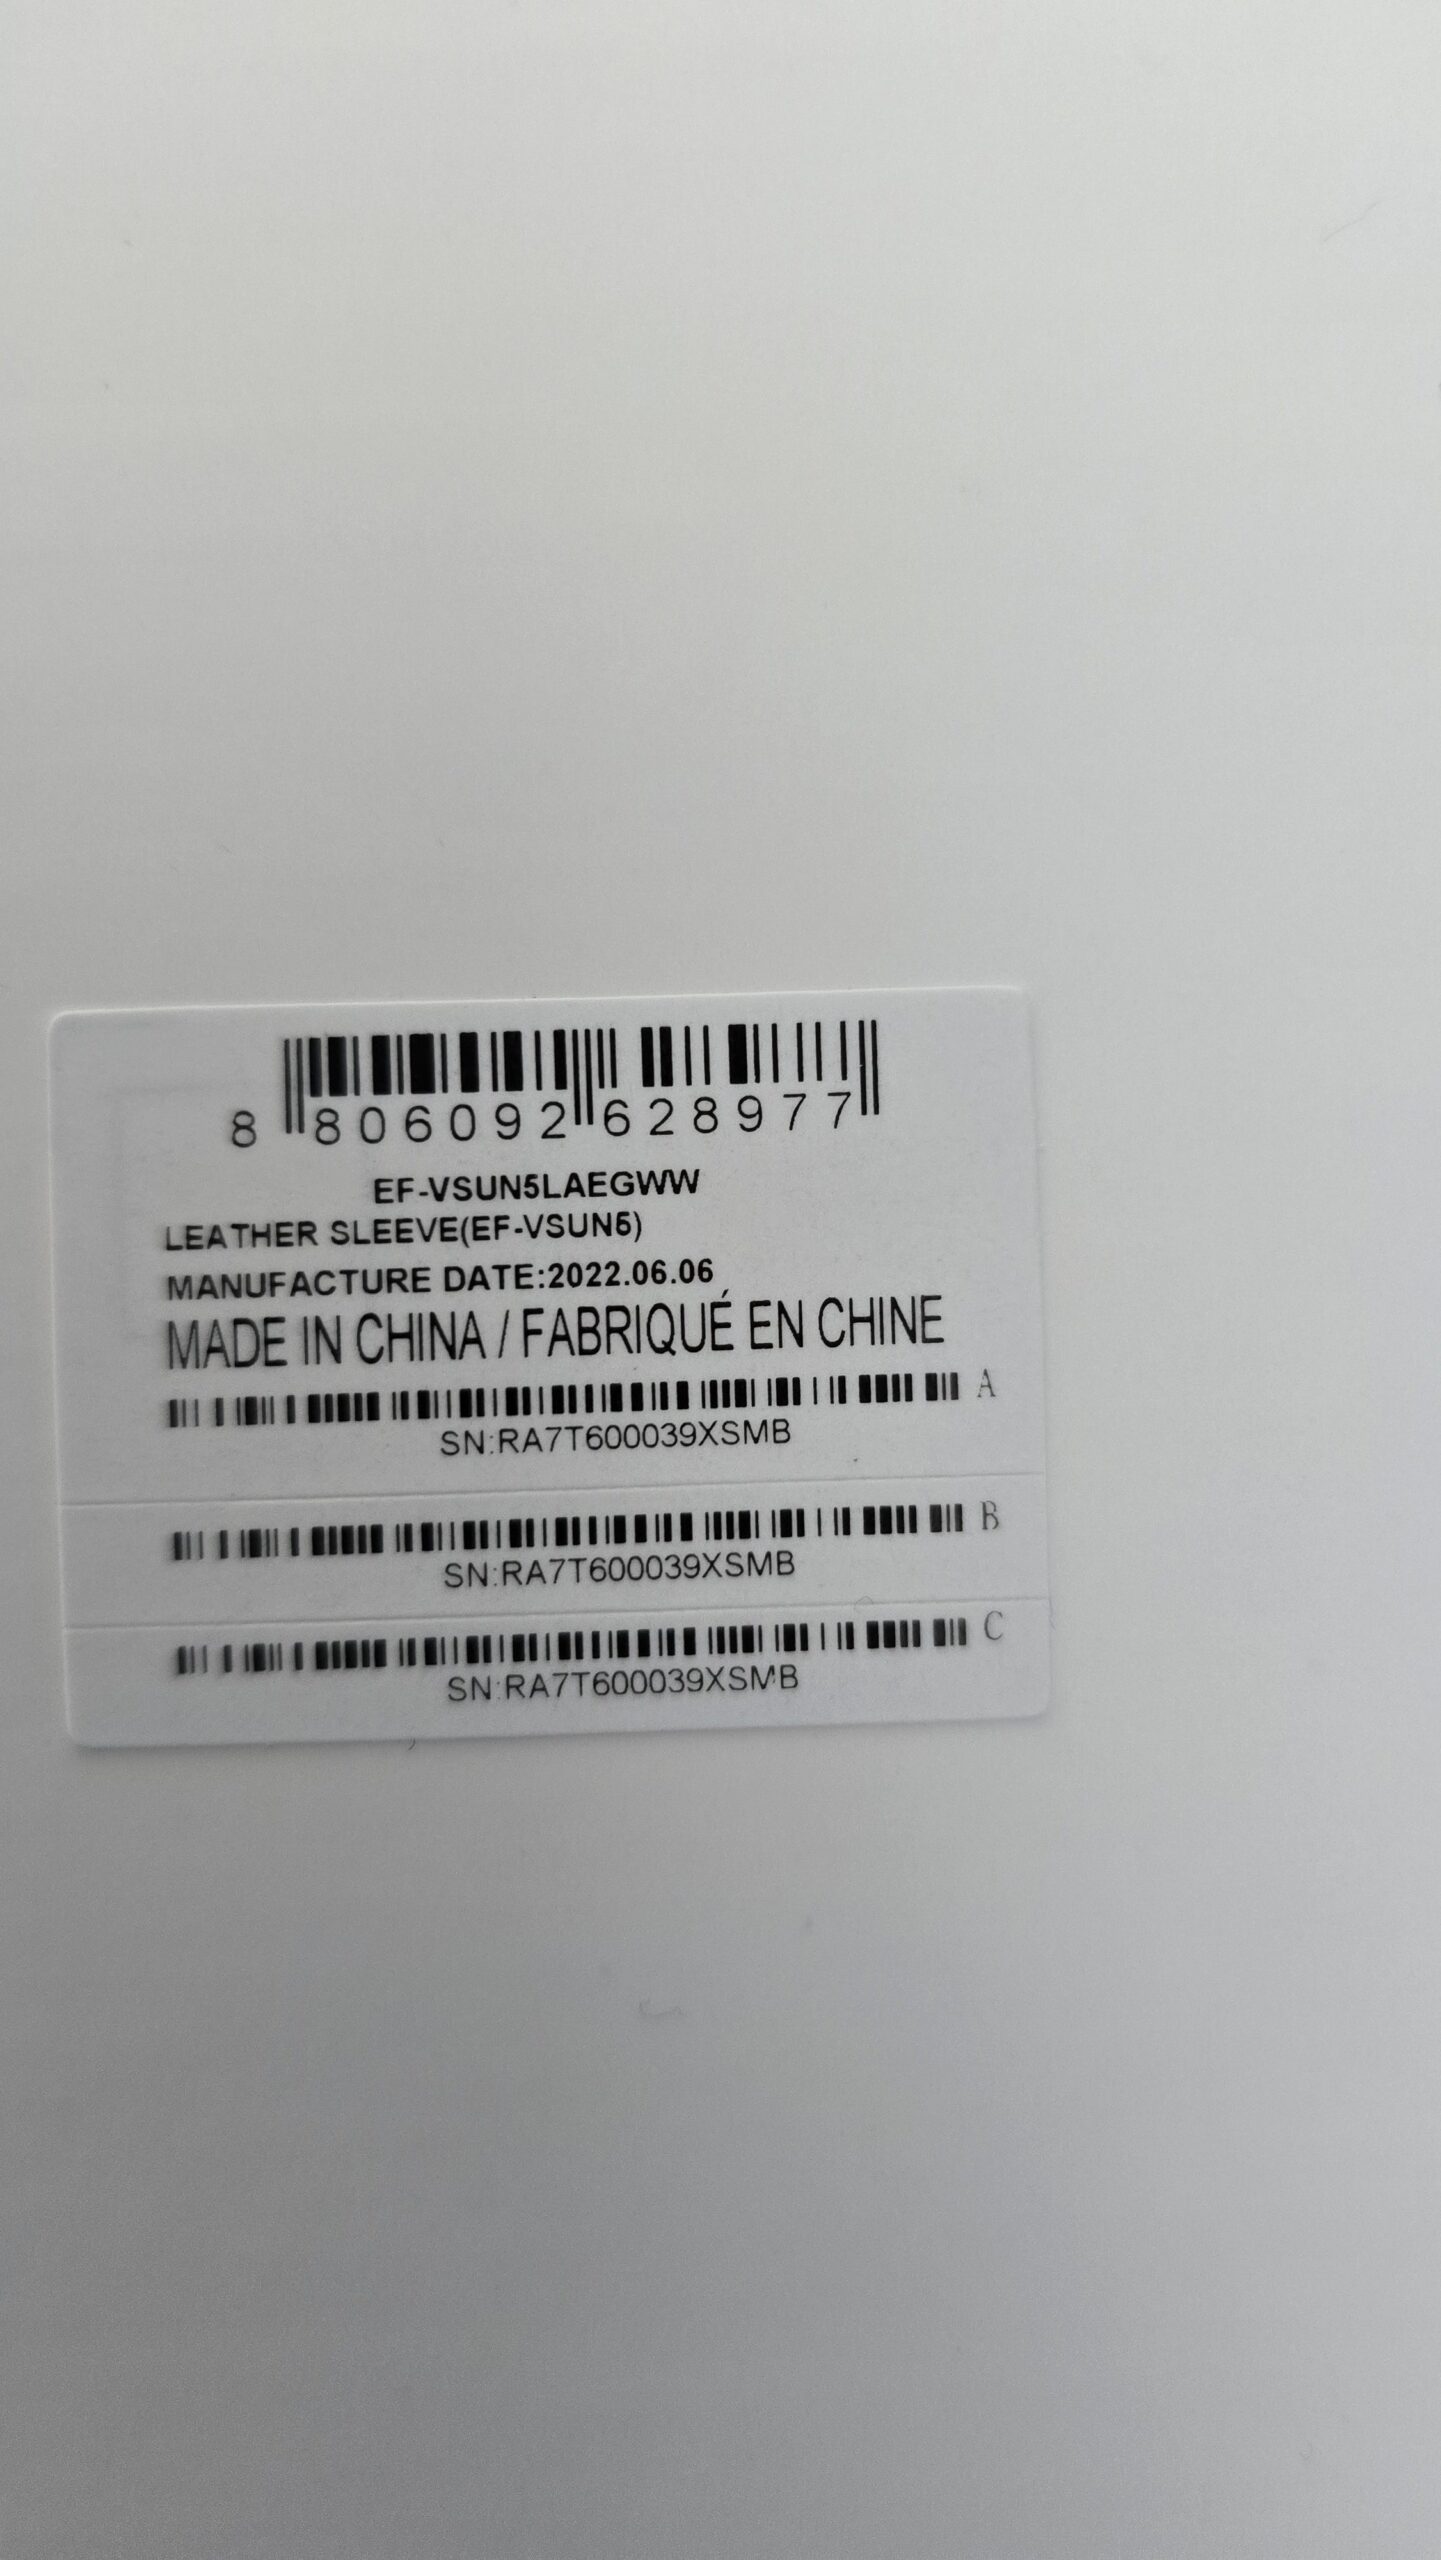 8 806092 628977
EF-VSUN5LAEGWW
LEATHER SLEEVE(EF-VSUN5)
MANUFACTURE DATE:2022.06.06
MADE IN CHINA / FABRIQUÉ EN CHINE
A
SN:RA7T600039XSMB
B
SN:RA7T600039XSMB
C
SN:RA7T600039XSMB